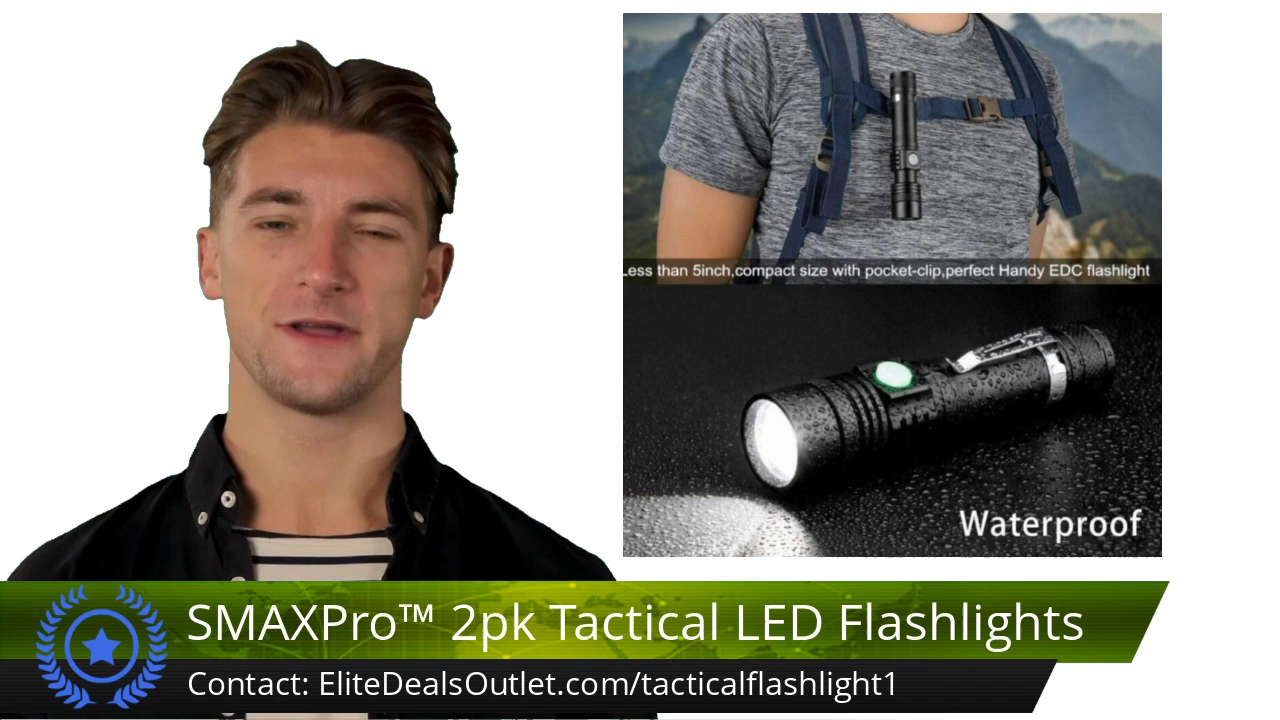 Less than 5inch,compact size with pocket-clip,perfect Handy EDC flashlight
Waterproof
SMAXPro™ 2pk Tactical LED Flashlights
Contact: EliteDealsOutlet.com/tacticalflashlight1